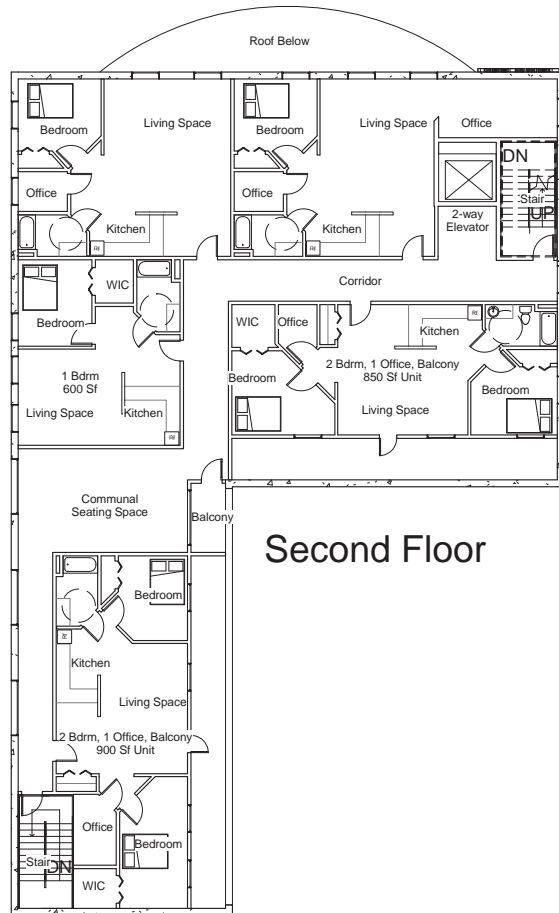 Roof Below
Bedroom
Living Space
Bedroom
Living Space
Office
DN
Office
Office
Stair
UP
2-way
Elevator
Kitchen
Kitchen
Corridor
WIC
Bedroom
WIC
Office
Kitchen
1 Bdrm
600 Sf
2 Bdrm, 1 Office, Balcony
850 Sf Unit
Bedroom
Bedroom
Living Space
Kitchen
Living Space
Communal
Seating Space
Balcony
Second Floor
Bedroom
Kitchen
Living Space
2 Bdrm, 1 Office, Balcony
900 Sf Unit
Office
Bedroom
Stair
DN
WIC